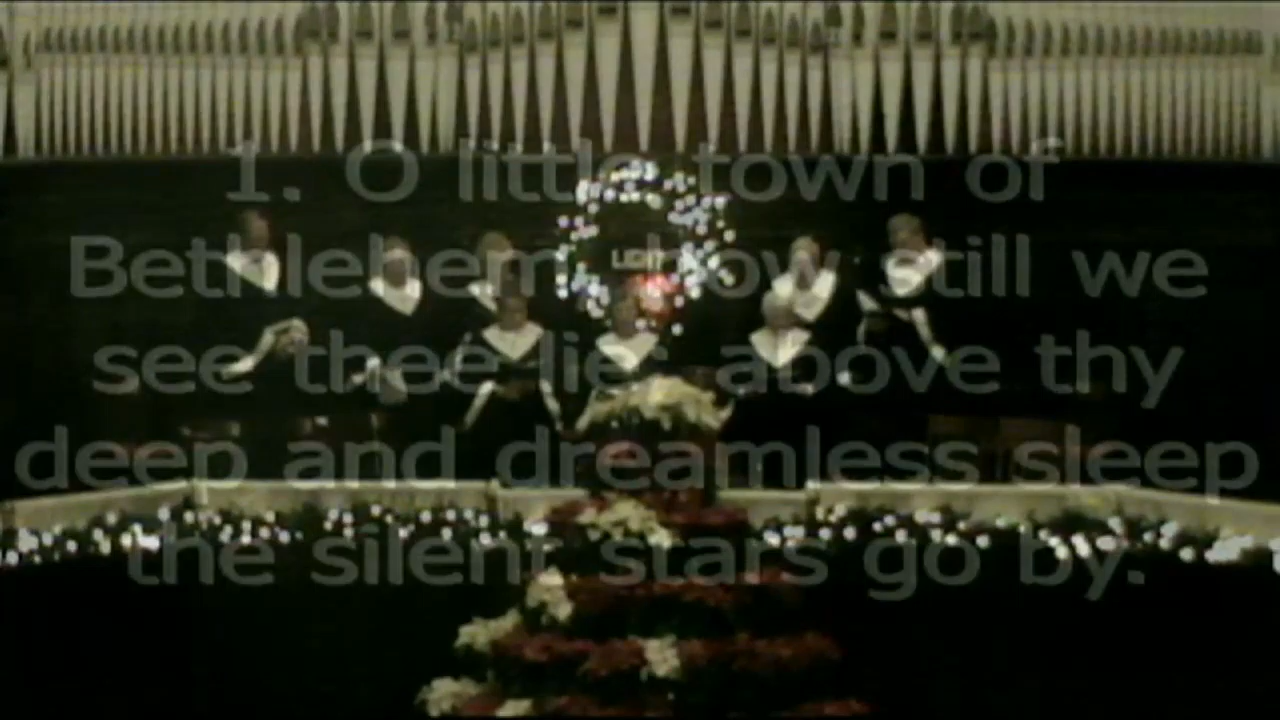 1. O little town of
Bethlehem, how still we
see thee lie; above thy
deep and dreamless sleep
the silent stars go by.